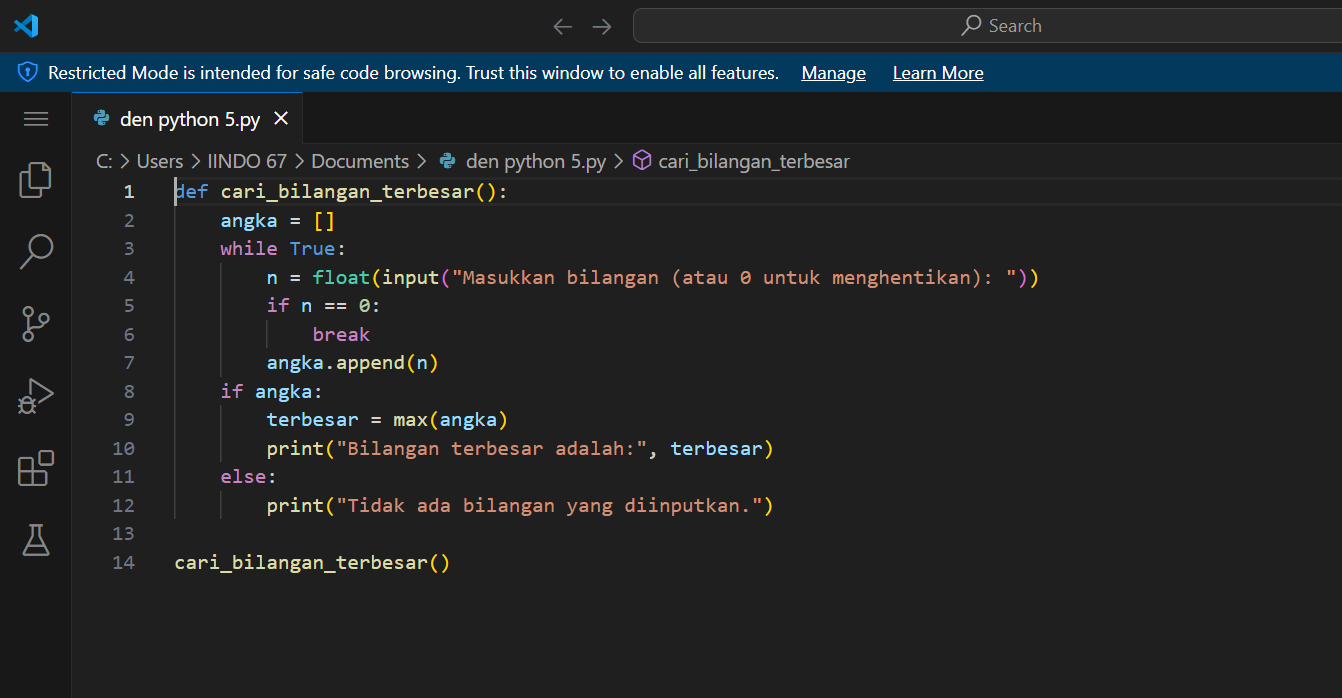 Search
Restricted Mode is intended for safe code browsing. Trust this window to enable all features. Manage Learn More
den python 5.py
C: > Users > IINDO 67 > Documents > den python 5.py > cari_bilangan_terbesar
1 def cari_bilangan_terbesar():
2     angka = []
3     while True:
4         n = float(input("Masukkan bilangan (atau 0 untuk menghentikan): "))
5         if n == 0:
6             break
7         angka.append(n)
8     if angka:
9         terbesar = max(angka)
10         print("Bilangan terbesar adalah:", terbesar)
11     else:
12         print("Tidak ada bilangan yang diinputkan.")
13
14 cari_bilangan_terbesar()